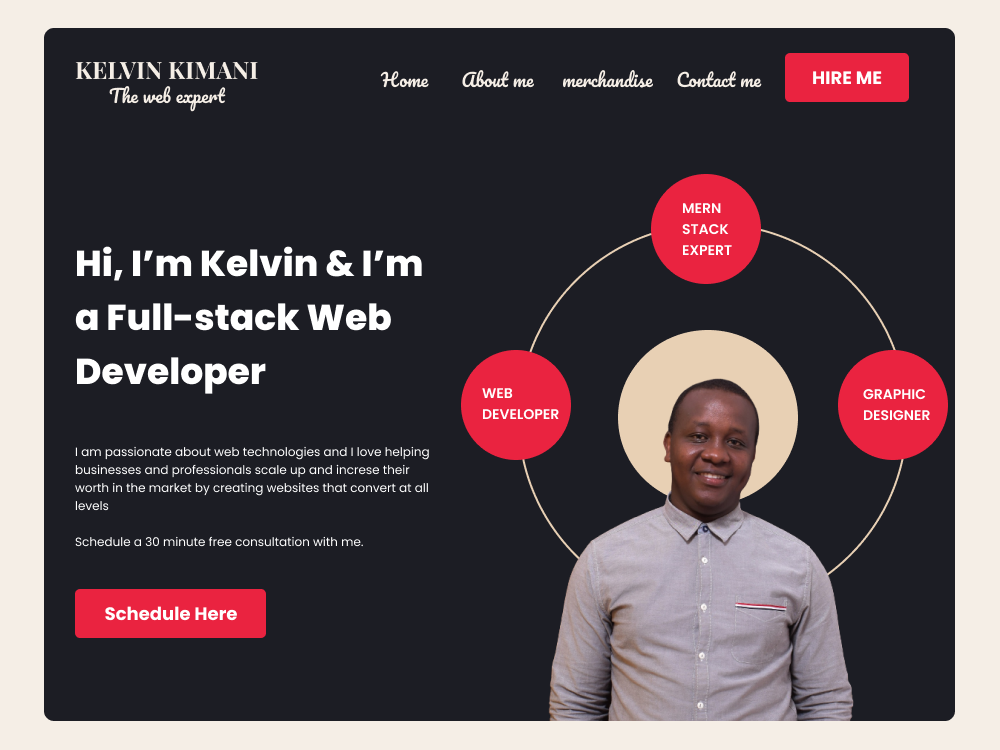 KELVIN KIMANI
The web expert
Home
About me
merchandise
Contact me
HIRE ME
MERN
STACK
EXPERT
Hi, I’m Kelvin & I’m
a Full-stack Web
Developer
WEB
DEVELOPER
GRAPHIC
DESIGNER
I am passionate about web technologies and I love helping
businesses and professionals scale up and increse their
worth in the market by creating websites that convert at all
levels
Schedule a 30 minute free consultation with me.
Schedule Here